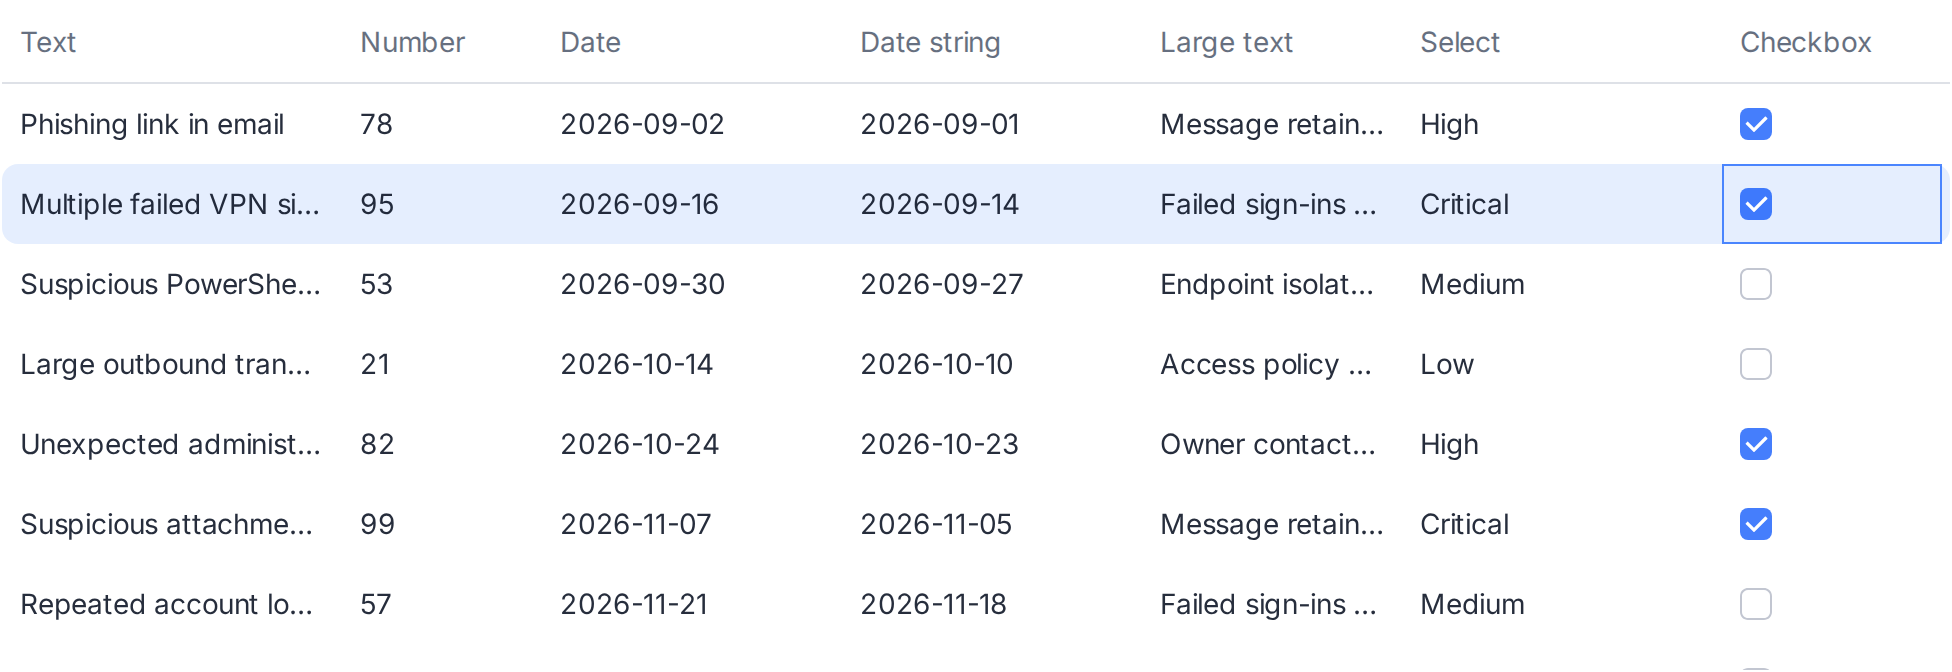 Text Number Date Date string Large text Select Checkbox
Phishing link in email 78 2026-09-02 2026-09-01 Message retain... High
Multiple failed VPN si... 95 2026-09-16 2026-09-14 Failed sign-ins ... Critical
Suspicious PowerShe... 53 2026-09-30 2026-09-27 Endpoint isolat... Medium
Large outbound tran... 21 2026-10-14 2026-10-10 Access policy ... Low
Unexpected administ... 82 2026-10-24 2026-10-23 Owner contact... High
Suspicious attachme... 99 2026-11-07 2026-11-05 Message retain... Critical
Repeated account lo... 57 2026-11-21 2026-11-18 Failed sign-ins ... Medium